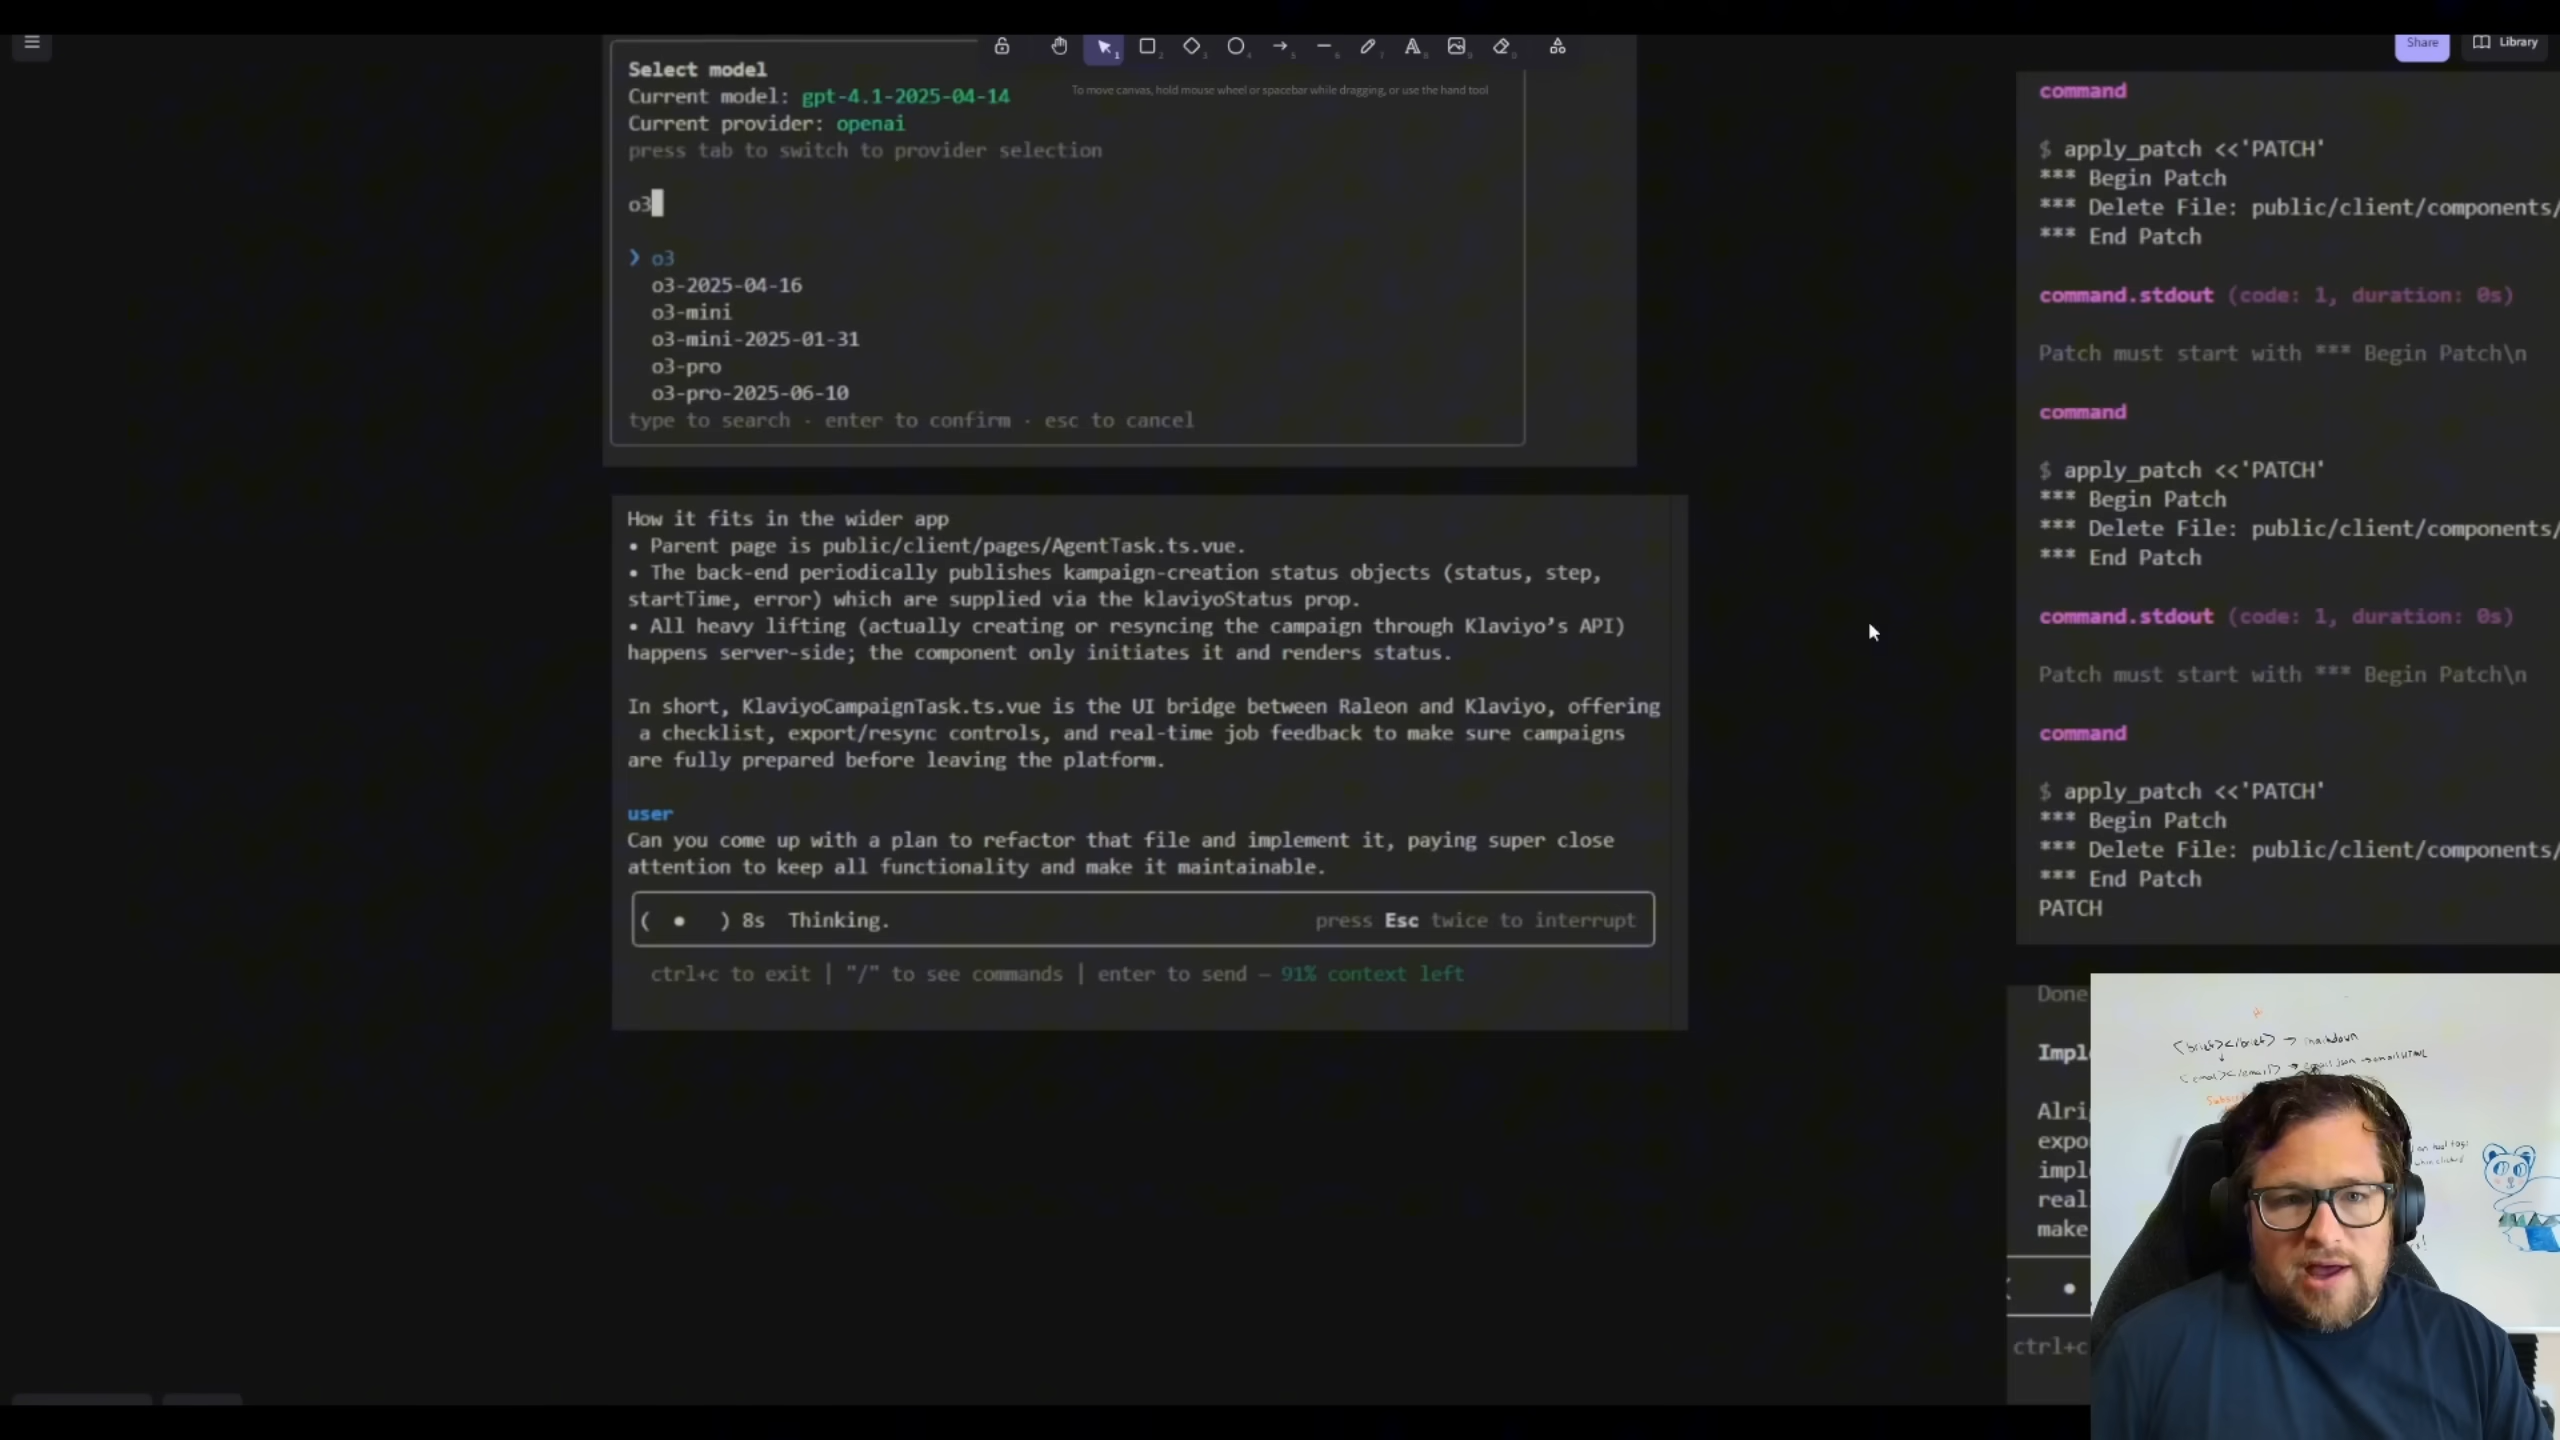 Share
Library
To move canvas, hold mouse wheel or spacebar while dragging, or use the hand tool
Select model
Current model: gpt-4.1-2025-04-14
Current provider: openai
press tab to switch to provider selection
o3
❯ o3
o3-2025-04-16
o3-mini
o3-mini-2025-01-31
o3-pro
o3-pro-2025-06-10
type to search · enter to confirm · esc to cancel
How it fits in the wider app
• Parent page is public/client/pages/AgentTask.ts.vue.
• The back-end periodically publishes kampaign-creation status objects (status, step,
startTime, error) which are supplied via the klaviyoStatus prop.
• All heavy lifting (actually creating or resyncing the campaign through Klaviyo’s API)
happens server-side; the component only initiates it and renders status.
In short, KlaviyoCampaignTask.ts.vue is the UI bridge between Raleon and Klaviyo, offering
a checklist, export/resync controls, and real-time job feedback to make sure campaigns
are fully prepared before leaving the platform.
user
Can you come up with a plan to refactor that file and implement it, paying super close
attention to keep all functionality and make it maintainable.
( • ) 8s Thinking. press Esc twice to interrupt
ctrl+c to exit | "/" to see commands | enter to send — 91% context left
command
$ apply_patch <<'PATCH'
*** Begin Patch
*** Delete File: public/client/components/
*** End Patch
command.stdout (code: 1, duration: 0s)
Patch must start with *** Begin Patch\n
command
$ apply_patch <<'PATCH'
*** Begin Patch
*** Delete File: public/client/components/
*** End Patch
command.stdout (code: 1, duration: 0s)
Patch must start with *** Begin Patch\n
command
$ apply_patch <<'PATCH'
*** Begin Patch
*** Delete File: public/client/components/
*** End Patch
PATCH
Done
Impl
Alri
expo
impl
real
make
ctrl+c
<brief></brief> → markdown
<email></email> → email json → email HTML